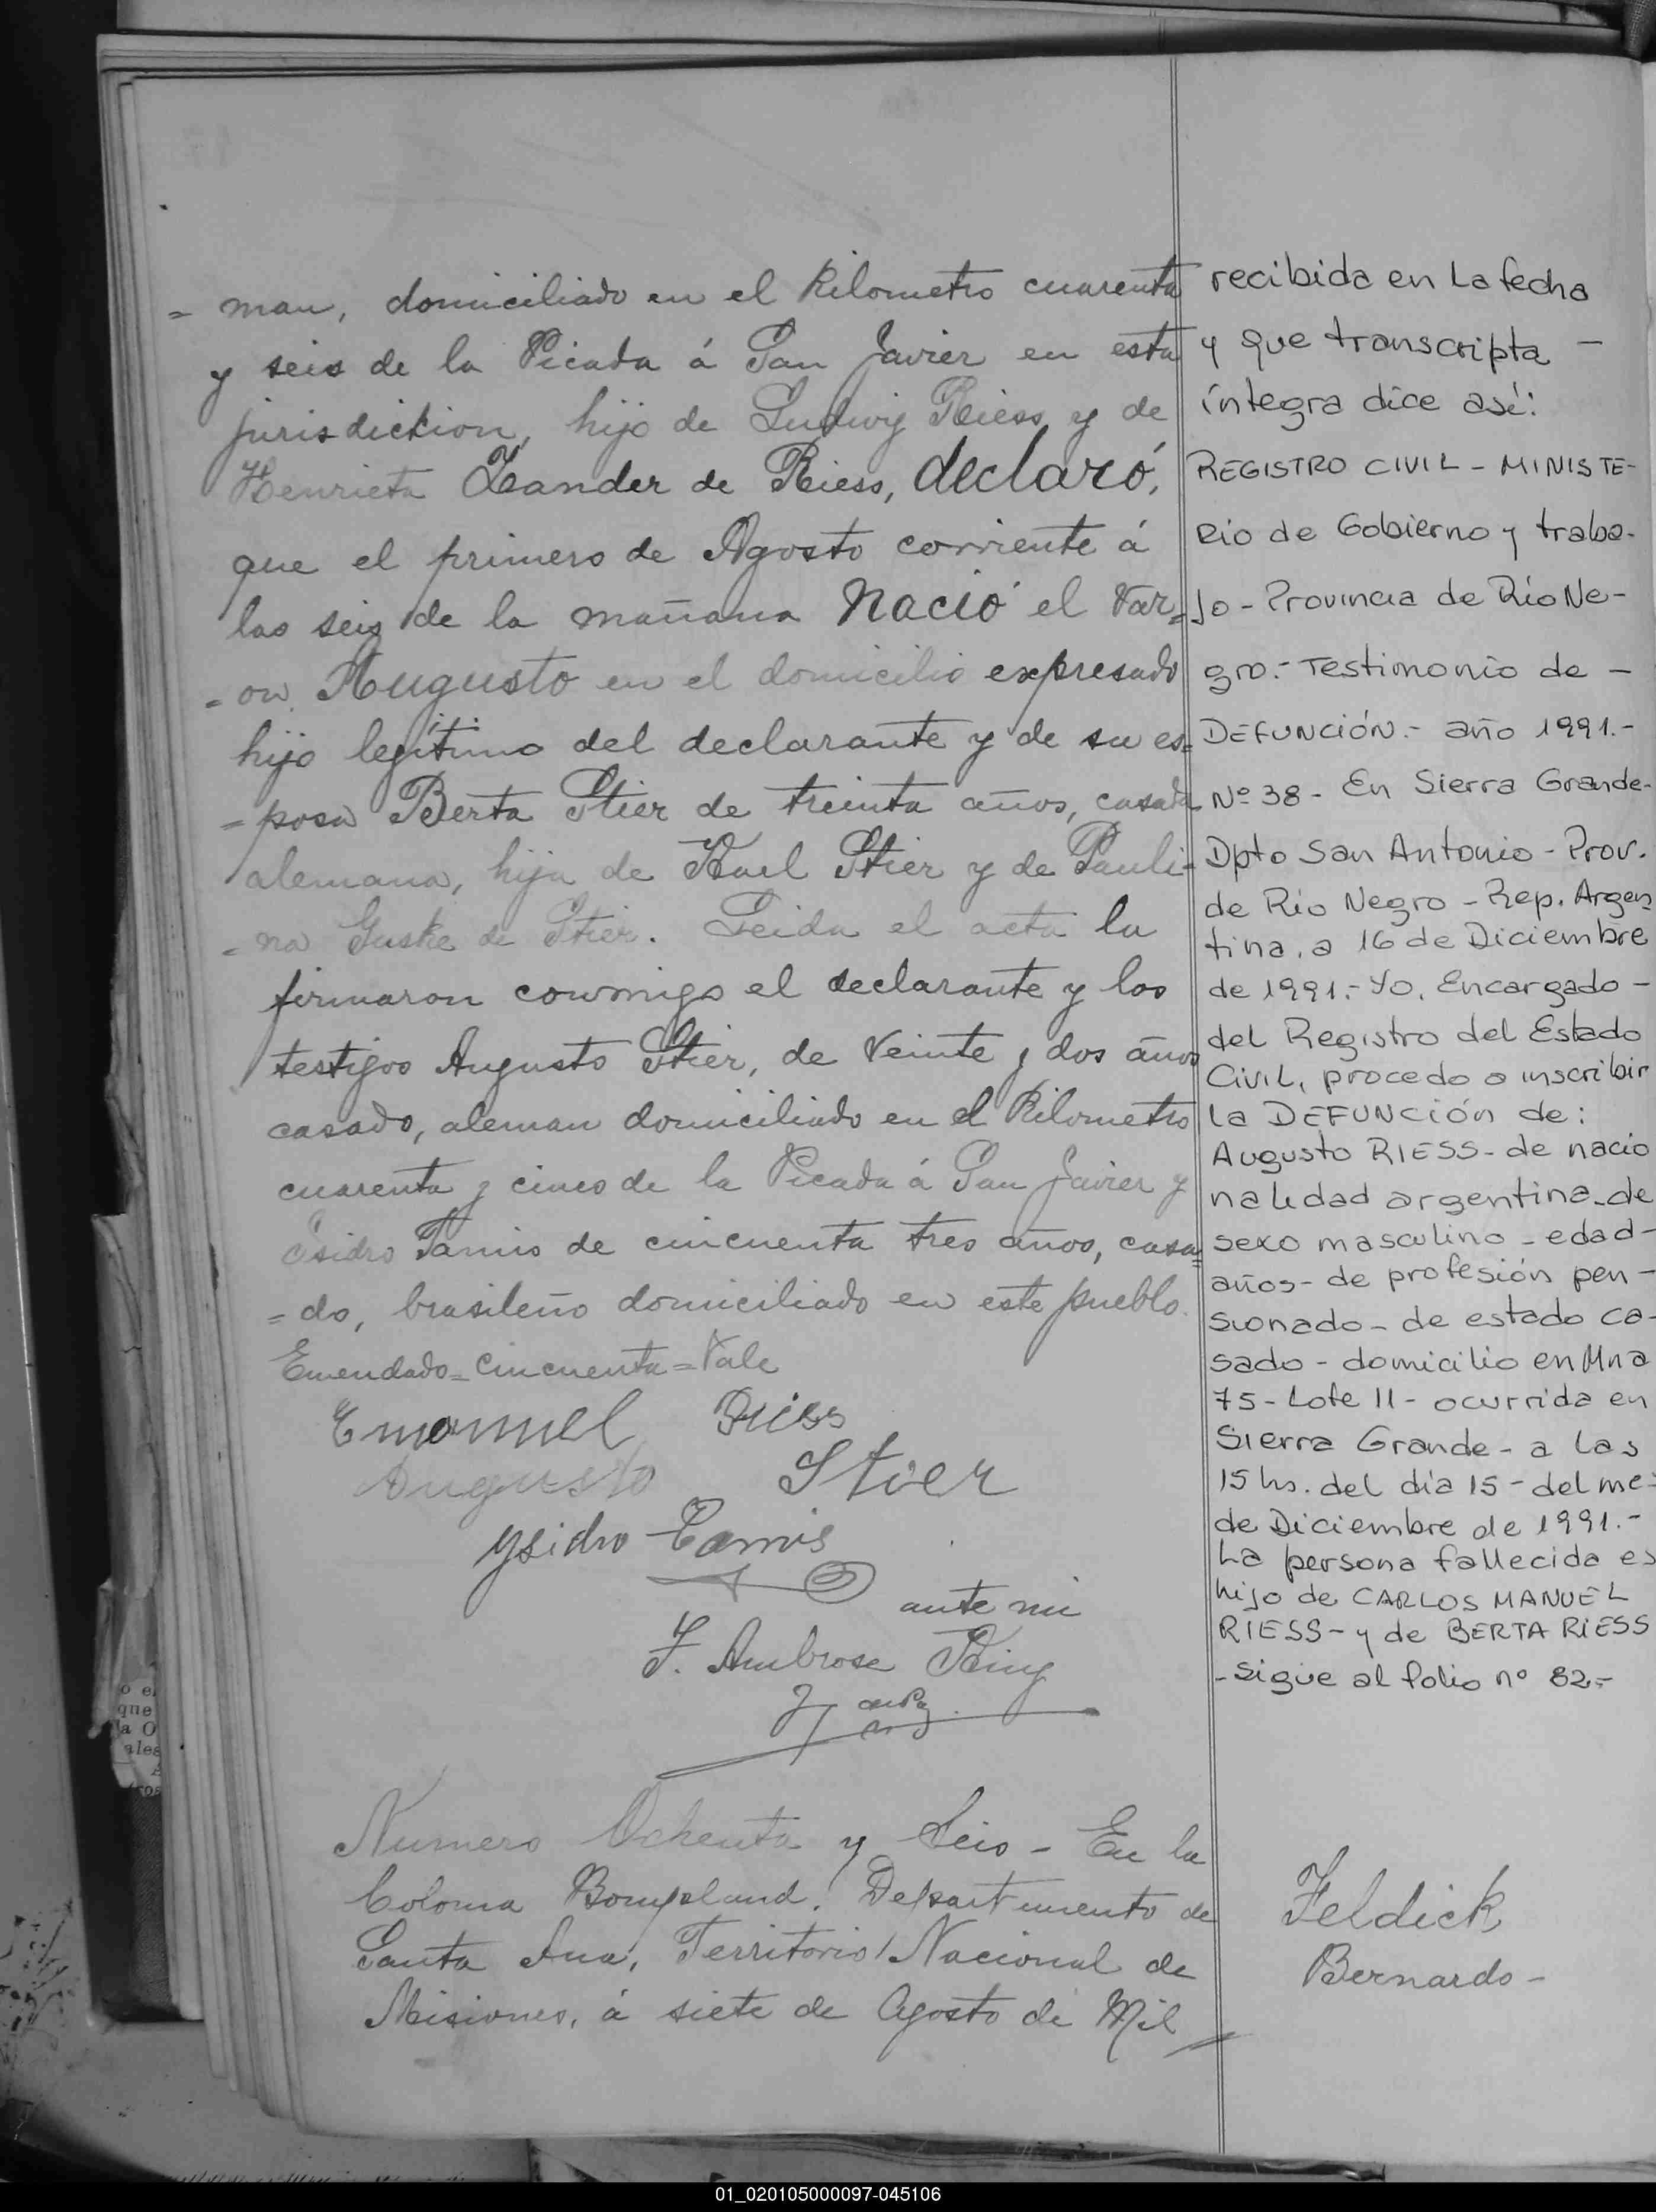 = man, domiciliado en el Kilometro cuarenta
y seis de la Picada á San Javier en esta
jurisdiction, hijo de Ludwig Riess y de
Henrieta Zander de Riess, declaró,
que el primero de Agosto corriente á
las seis de la mañana Nació el Var=
=on Augusto en el domicilio expresado
hijo legítimo del declarante y de su es=
=posa Berta Stier de treinta años, casada
alemana, hija de Karl Stier y de Pauli=
=na Guske de Stier. Leida el acta la
firmaron conmigo el declarante y los
testigos Augusto Stier, de Veinte y dos años
casado, aleman domiciliado en el Kilometro
cuarenta y cinco de la Picada á San Javier y
Isidro Tamis de cincuenta tres años, casa=
=do, brasileño domiciliado en este pueblo.
Emendado=cincuenta=Vale
Emanuel Riess
Augusto Stier
Ysidro
ante mi
F. Ambrose King
Numero Ochenta y Seis - En la
Colonia Bompland. Departumento de
Santa Ana, Territorio Nacional de
Misiones, á siete de Agosto de Mil
recibida en La fecha
y que transcripta -
íntegra dice así:
REGISTRO CIVIL - MINISTE-
Rio de Gobierno y traba-
Jo - Provincia de Río Ne-
gro.- Testimonio de -
DEFUNCIÓN.- año 1991.-
Nº 38 - En Sierra Grande-
Dpto San Antonio - Prov.
de Río Negro - Rep. Argen
tina, a 16 de Diciembre
de 1991.- Yo, Encargado -
del Registro del Estado
Civil, procedo a inscribir
la DEFUNCIÓN de:
Augusto RIESS - de nacio
nalidad argentina - de
sexo masculino - edad -
años - de profesión pen -
sionado - de estado ca-
sado - domicilio en Mna
75 - Lote 11 - ocurrida en
Sierra Grande - a las
15 hs. del día 15 - del me
de Diciembre de 1991.-
La persona fallecida es
hijo de CARLOS MANUEL
RIESS - y de BERTA RIESS
- Sigue al folio nº 82.-
Feldick
Bernardo -
o el
que
a O
ales
01_020105000097-045106